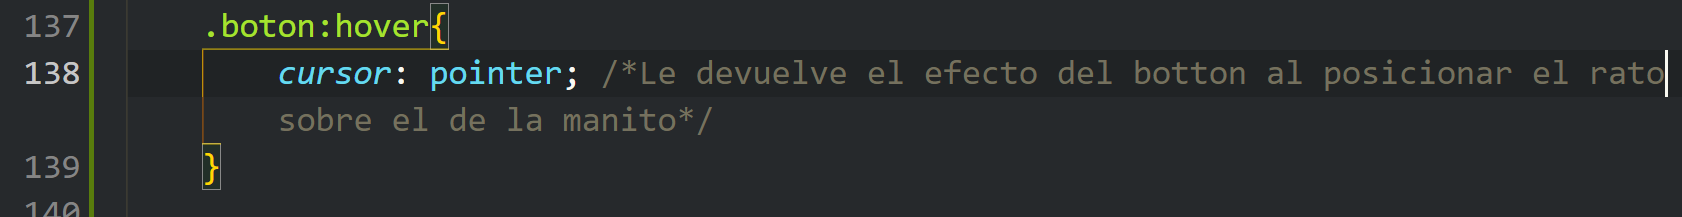 137 .boton:hover{
138 cursor: pointer; /*Le devuelve el efecto del botton al posicionar el rato
sobre el de la manito*/
139 }
140